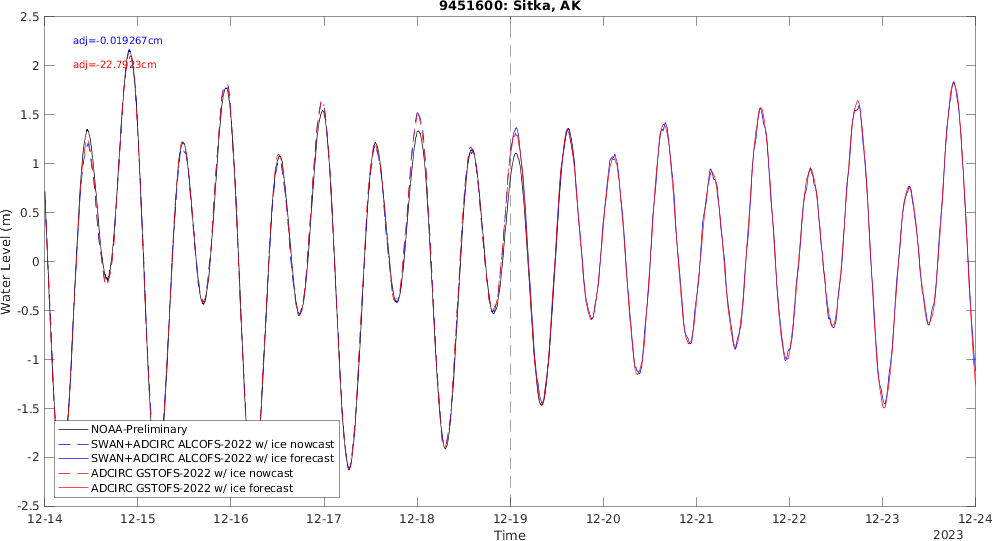 9451600: Sitka, AK
adj=-0.019267cm
adj=-22.7923cm
Water Level (m)
2.5
2
1.5
1
0.5
0
-0.5
-1
-1.5
-2
-2.5
NOAA-Preliminary
SWAN+ADCIRC ALCOFS-2022 w/ ice nowcast
SWAN+ADCIRC ALCOFS-2022 w/ ice forecast
ADCIRC GSTOFS-2022 w/ ice nowcast
ADCIRC GSTOFS-2022 w/ ice forecast
12-14 12-15 12-16 12-17 12-18 12-19 12-20 12-21 12-22 12-23 12-24
Time
2023